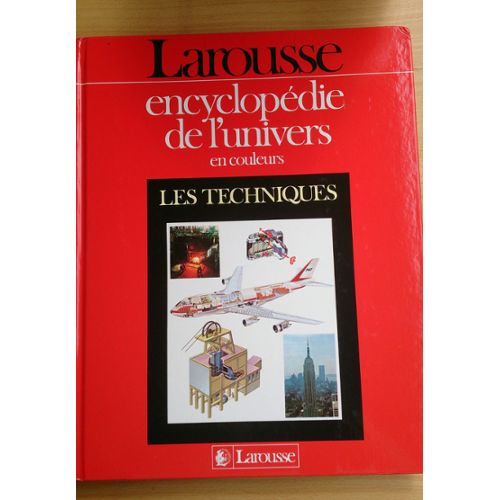 Larousse
encyclopédie
de l'univers
en couleurs
LES TECHNIQUES
Larousse